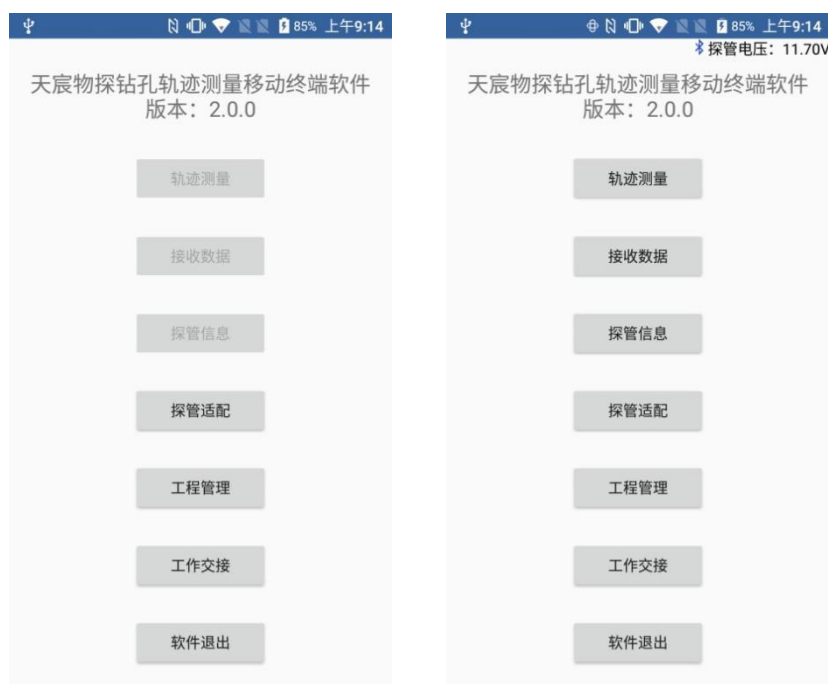 85% 上午9:14
天宸物探钻孔轨迹测量移动终端软件
版本：2.0.0
轨迹测量
接收数据
探管信息
探管适配
工程管理
工作交接
软件退出
85% 上午9:14
探管电压：11.70V
天宸物探钻孔轨迹测量移动终端软件
版本：2.0.0
轨迹测量
接收数据
探管信息
探管适配
工程管理
工作交接
软件退出